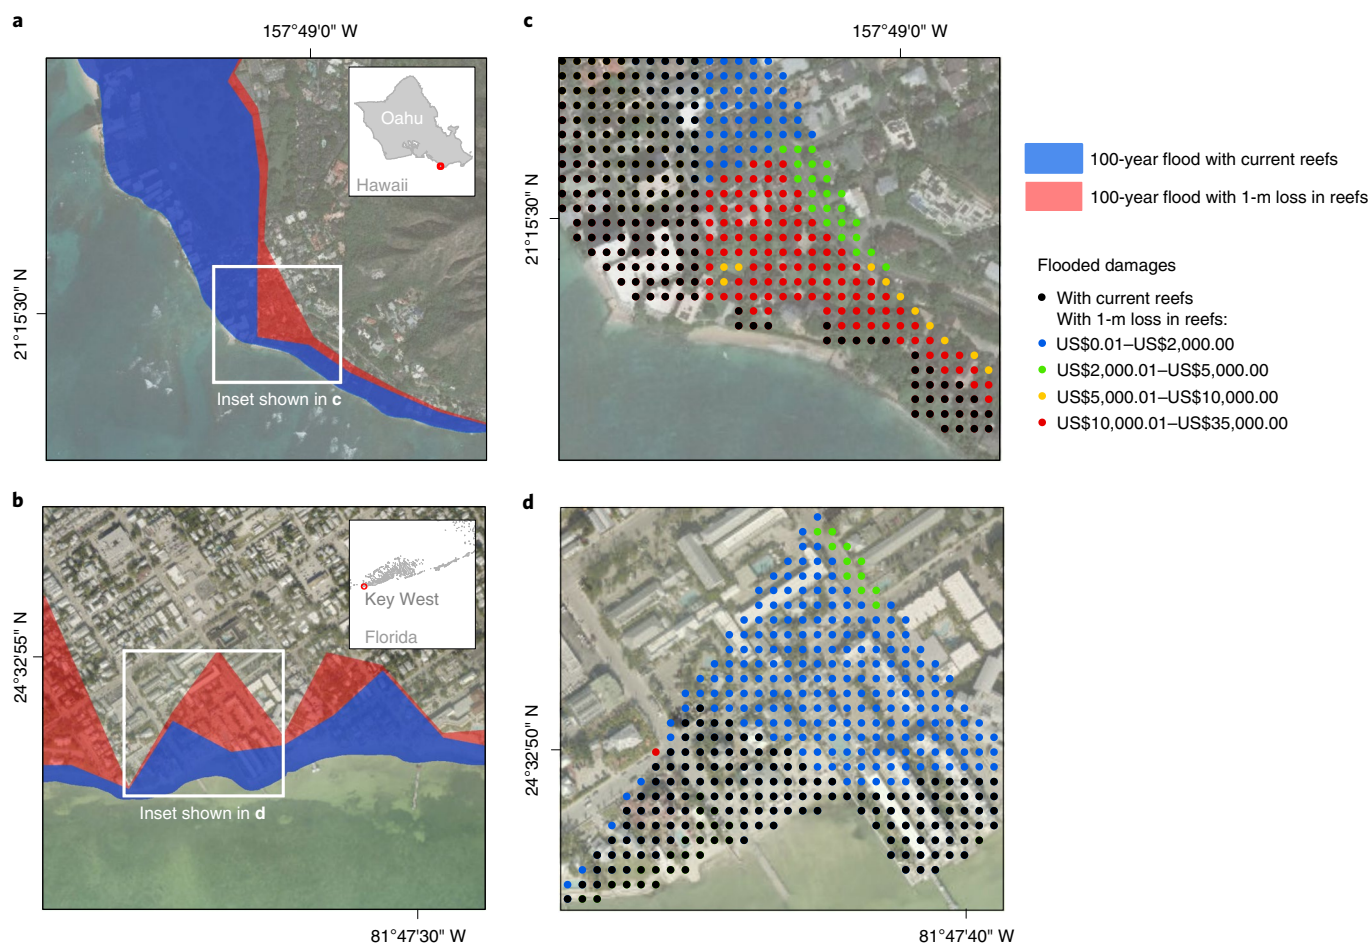 a
157°49'0" W
Oahu
Hawaii
21°15'30" N
Inset shown in c
c
157°49'0" W
21°15'30" N
100-year flood with current reefs
100-year flood with 1-m loss in reefs
Flooded damages
With current reefs
With 1-m loss in reefs:
US$0.01–US$2,000.00
US$2,000.01–US$5,000.00
US$5,000.01–US$10,000.00
US$10,000.01–US$35,000.00
b
Key West
Florida
24°32'55" N
Inset shown in d
81°47'30" W
d
24°32'50" N
81°47'40" W